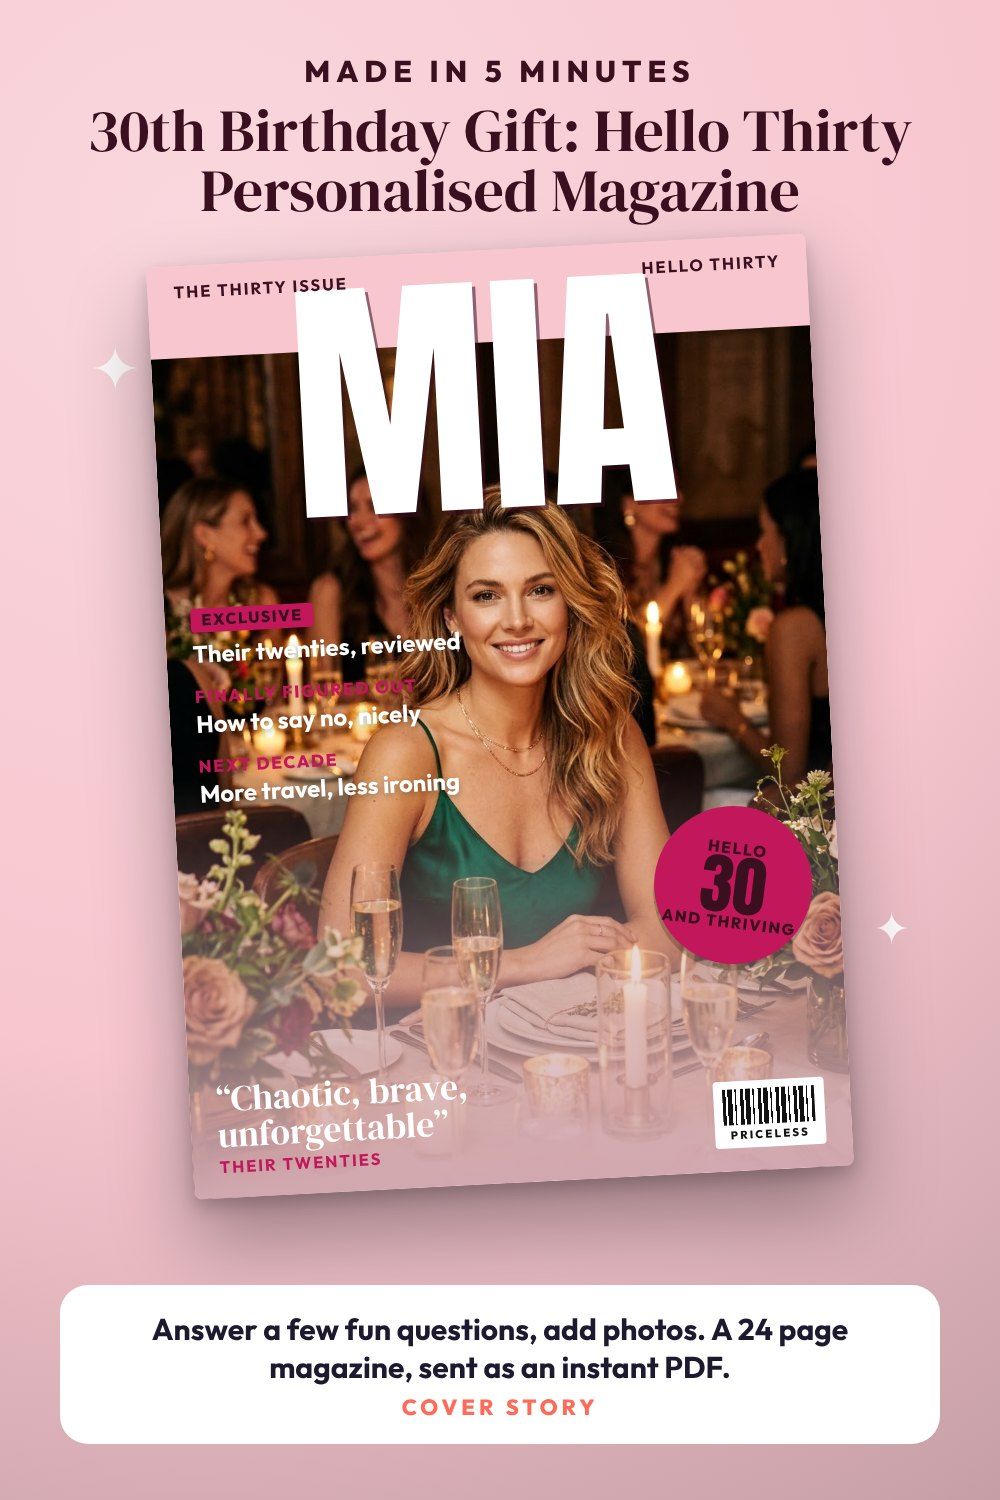 MADE IN 5 MINUTES
30th Birthday Gift: Hello Thirty
Personalised Magazine
THE THIRTY ISSUE
HELLO THIRTY
MIA
EXCLUSIVE
Their twenties, reviewed
FINALLY FIGURED OUT
How to say no, nicely
NEXT DECADE
More travel, less ironing
HELLO
30
AND THRIVING
“Chaotic, brave,
unforgettable”
THEIR TWENTIES
PRICELESS
Answer a few fun questions, add photos. A 24 page
magazine, sent as an instant PDF.
COVER STORY